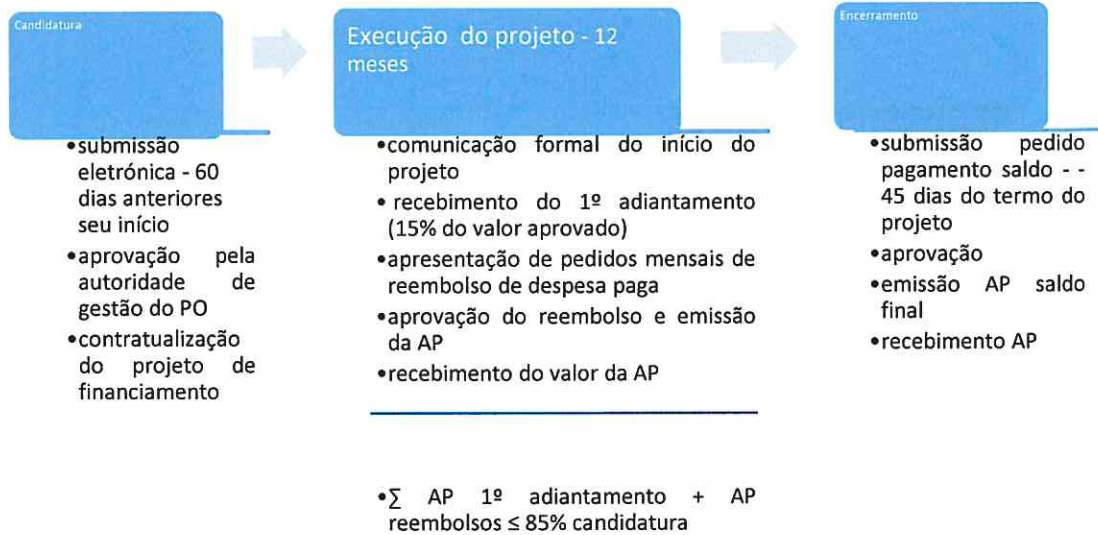 Candidatura
•submissão
eletrónica - 60
dias anteriores
seu início
•aprovação pela
autoridade de
gestão do PO
•contratualização
do projeto de
financiamento
Execução do projeto - 12
meses
•comunicação formal do início do
projeto
• recebimento do 1º adiantamento
(15% do valor aprovado)
•apresentação de pedidos mensais de
reembolso de despesa paga
•aprovação do reembolso e emissão
da AP
•recebimento do valor da AP
•∑ AP 1º adiantamento + AP
reembolsos ≤ 85% candidatura
Encerramento
•submissão pedido
pagamento saldo - -
45 dias do termo do
projeto
•aprovação
•emissão AP saldo
final
•recebimento AP